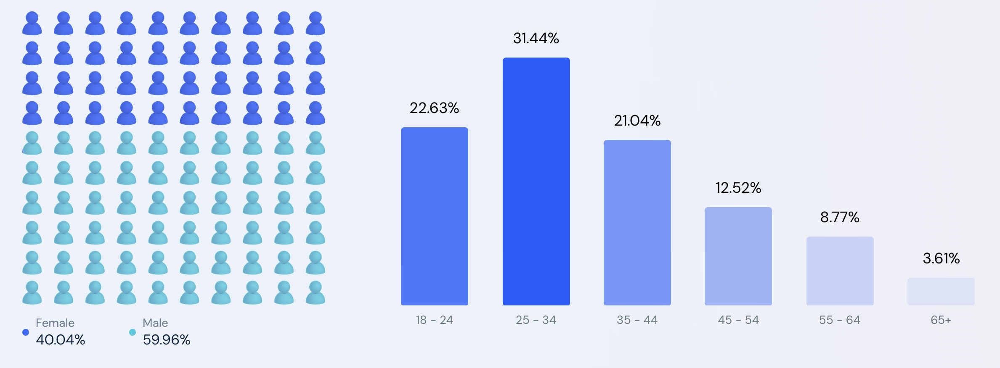 31.44%
22.63%
21.04%
12.52%
8.77%
3.61%
18 - 24
25 - 34
35 - 44
45 - 54
55 - 64
65+
Female
40.04%
Male
59.96%